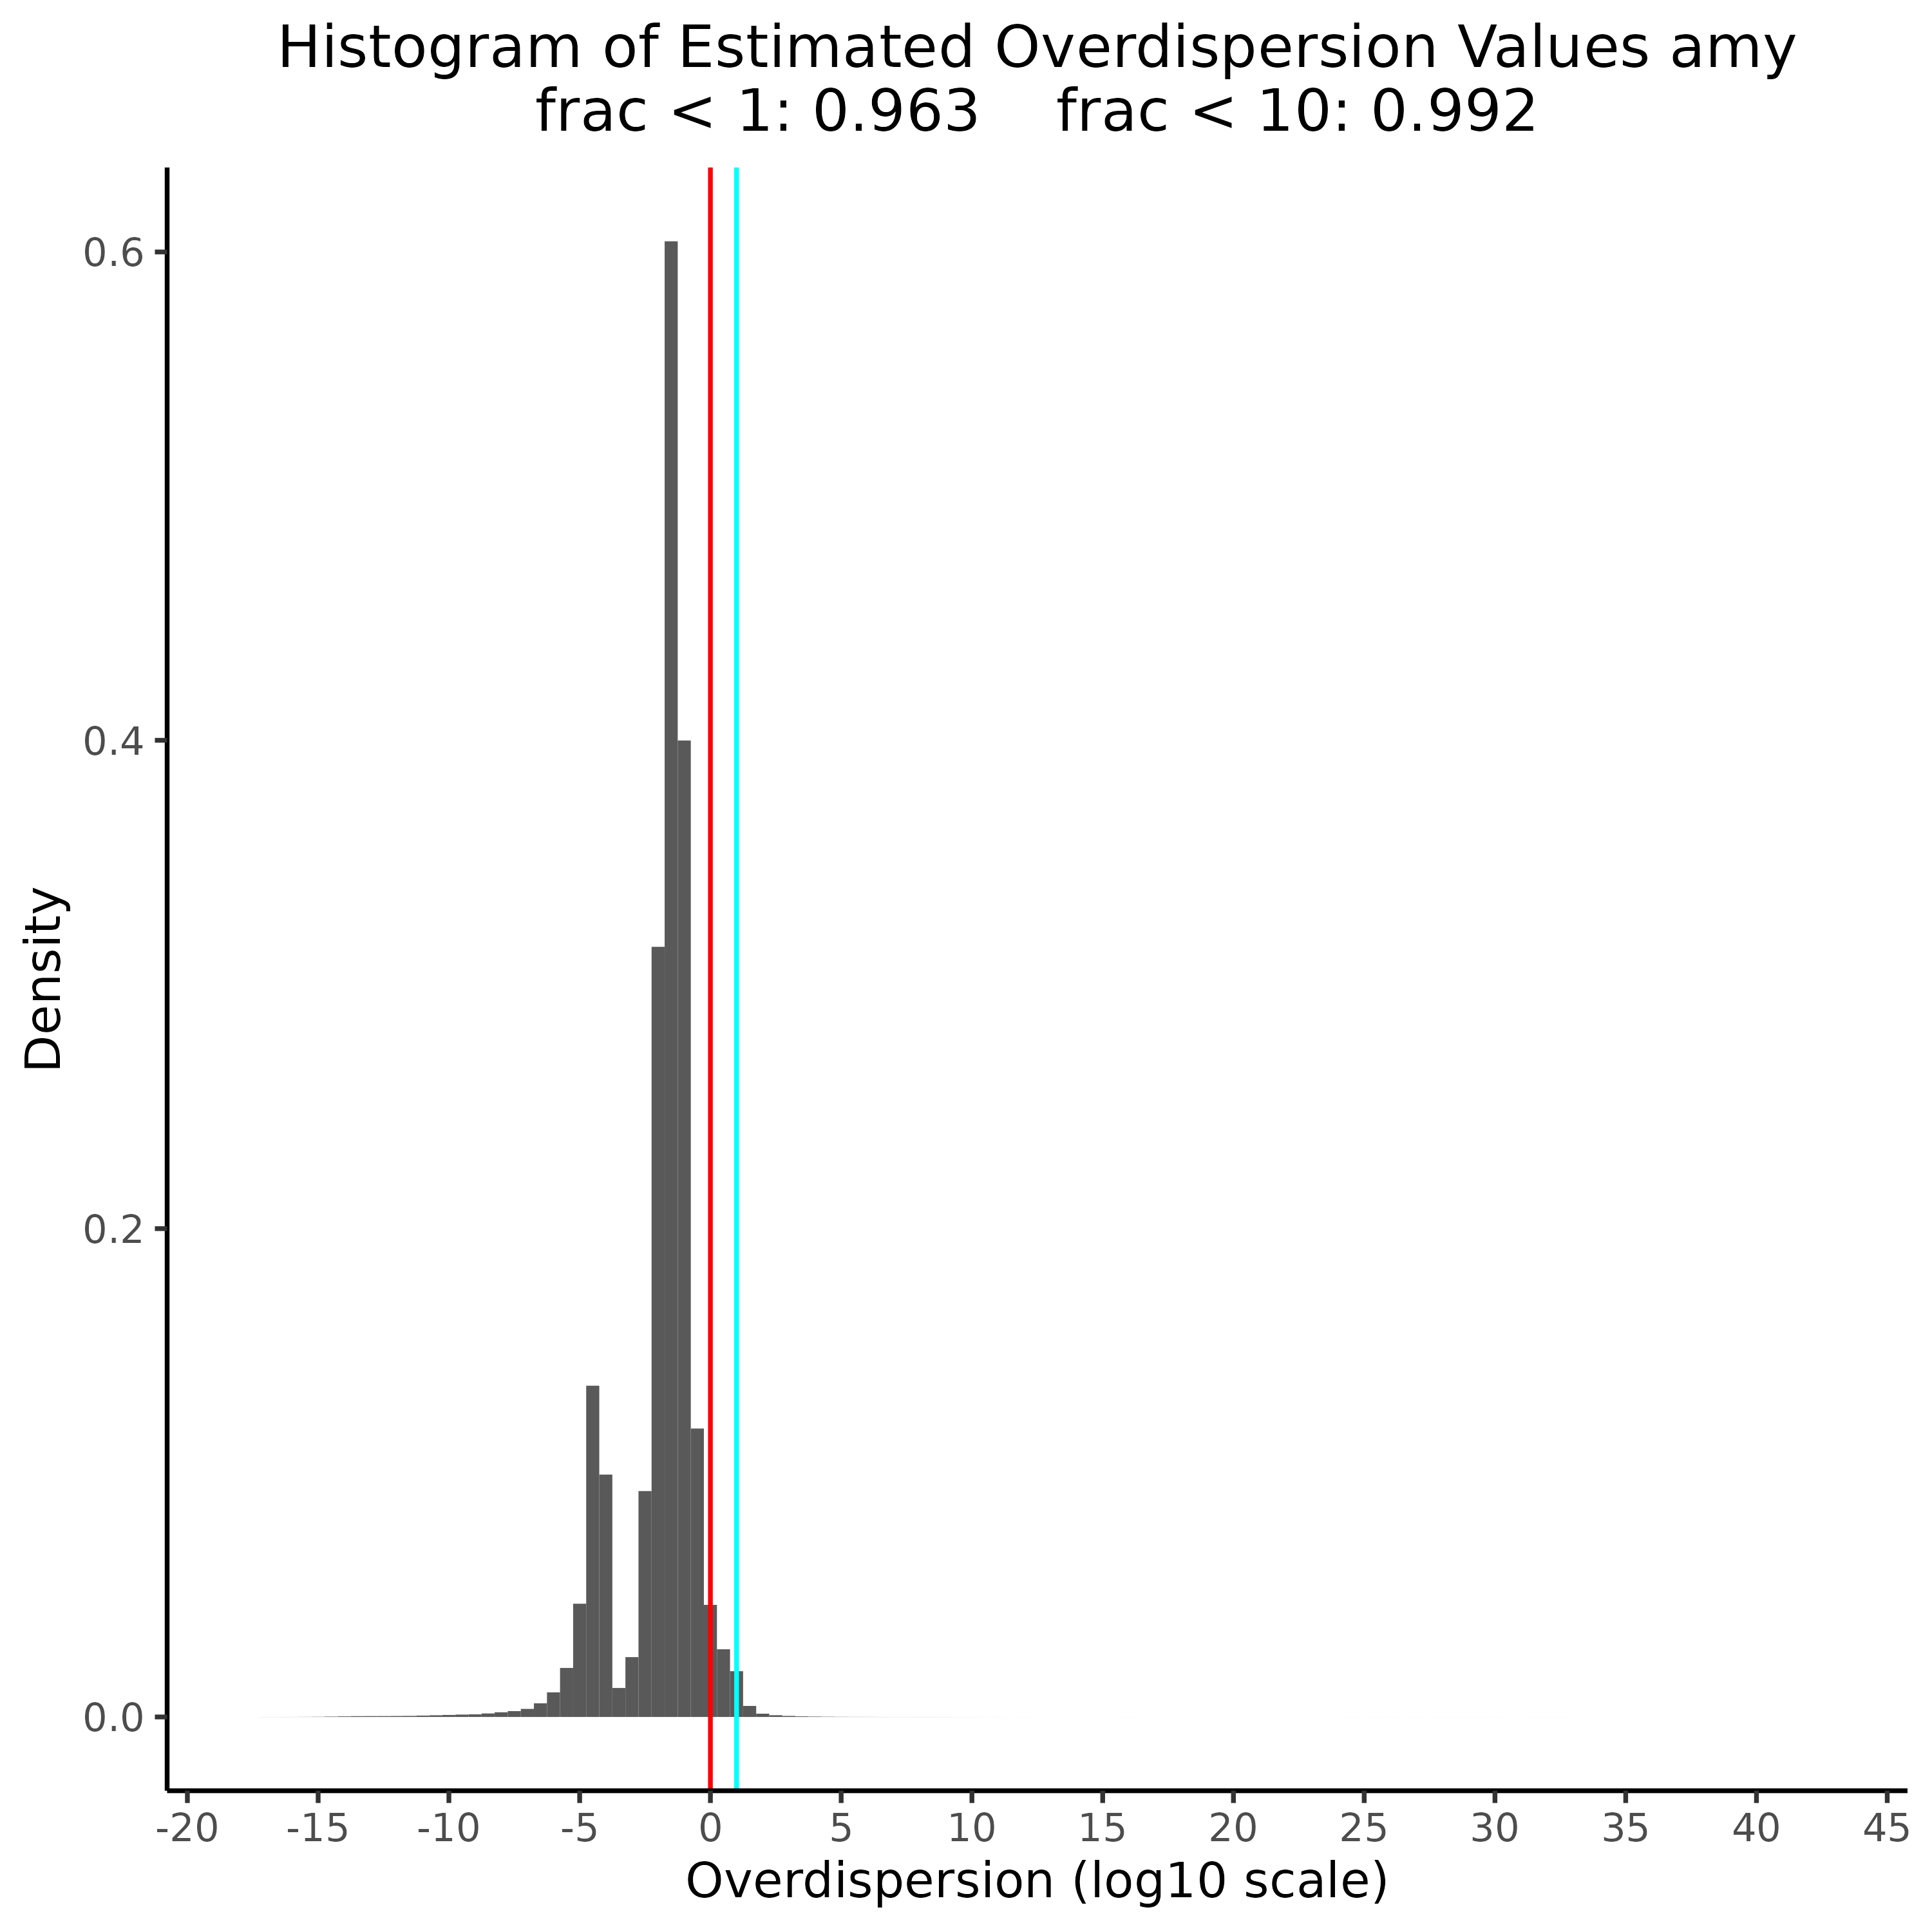 Histogram of Estimated Overdispersion Values amy
frac < 1: 0.963    frac < 10: 0.992
0.6
0.4
0.2
0.0
Density
-20 -15 -10 -5 0 5 10 15 20 25 30 35 40 45
Overdispersion (log10 scale)